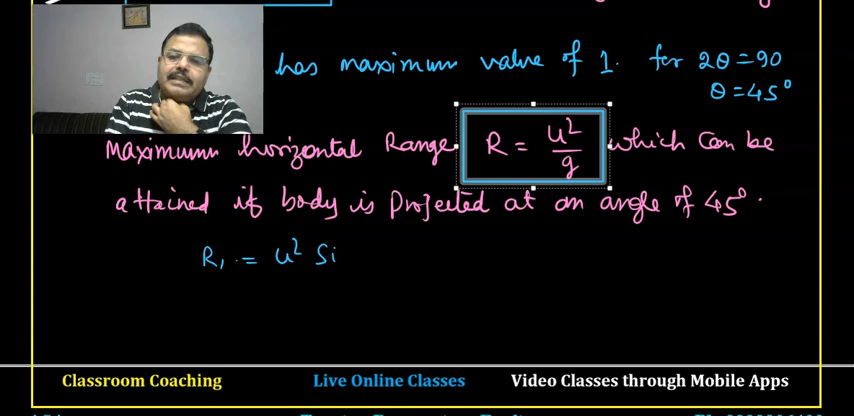 has maximum value of 1. for 2θ = 90
θ = 45°
Maximum horizontal Range R = u²/g which can be
attained if body is projected at an angle of 45°.
R₁ = u² Si
Classroom Coaching Live Online Classes Video Classes through Mobile Apps